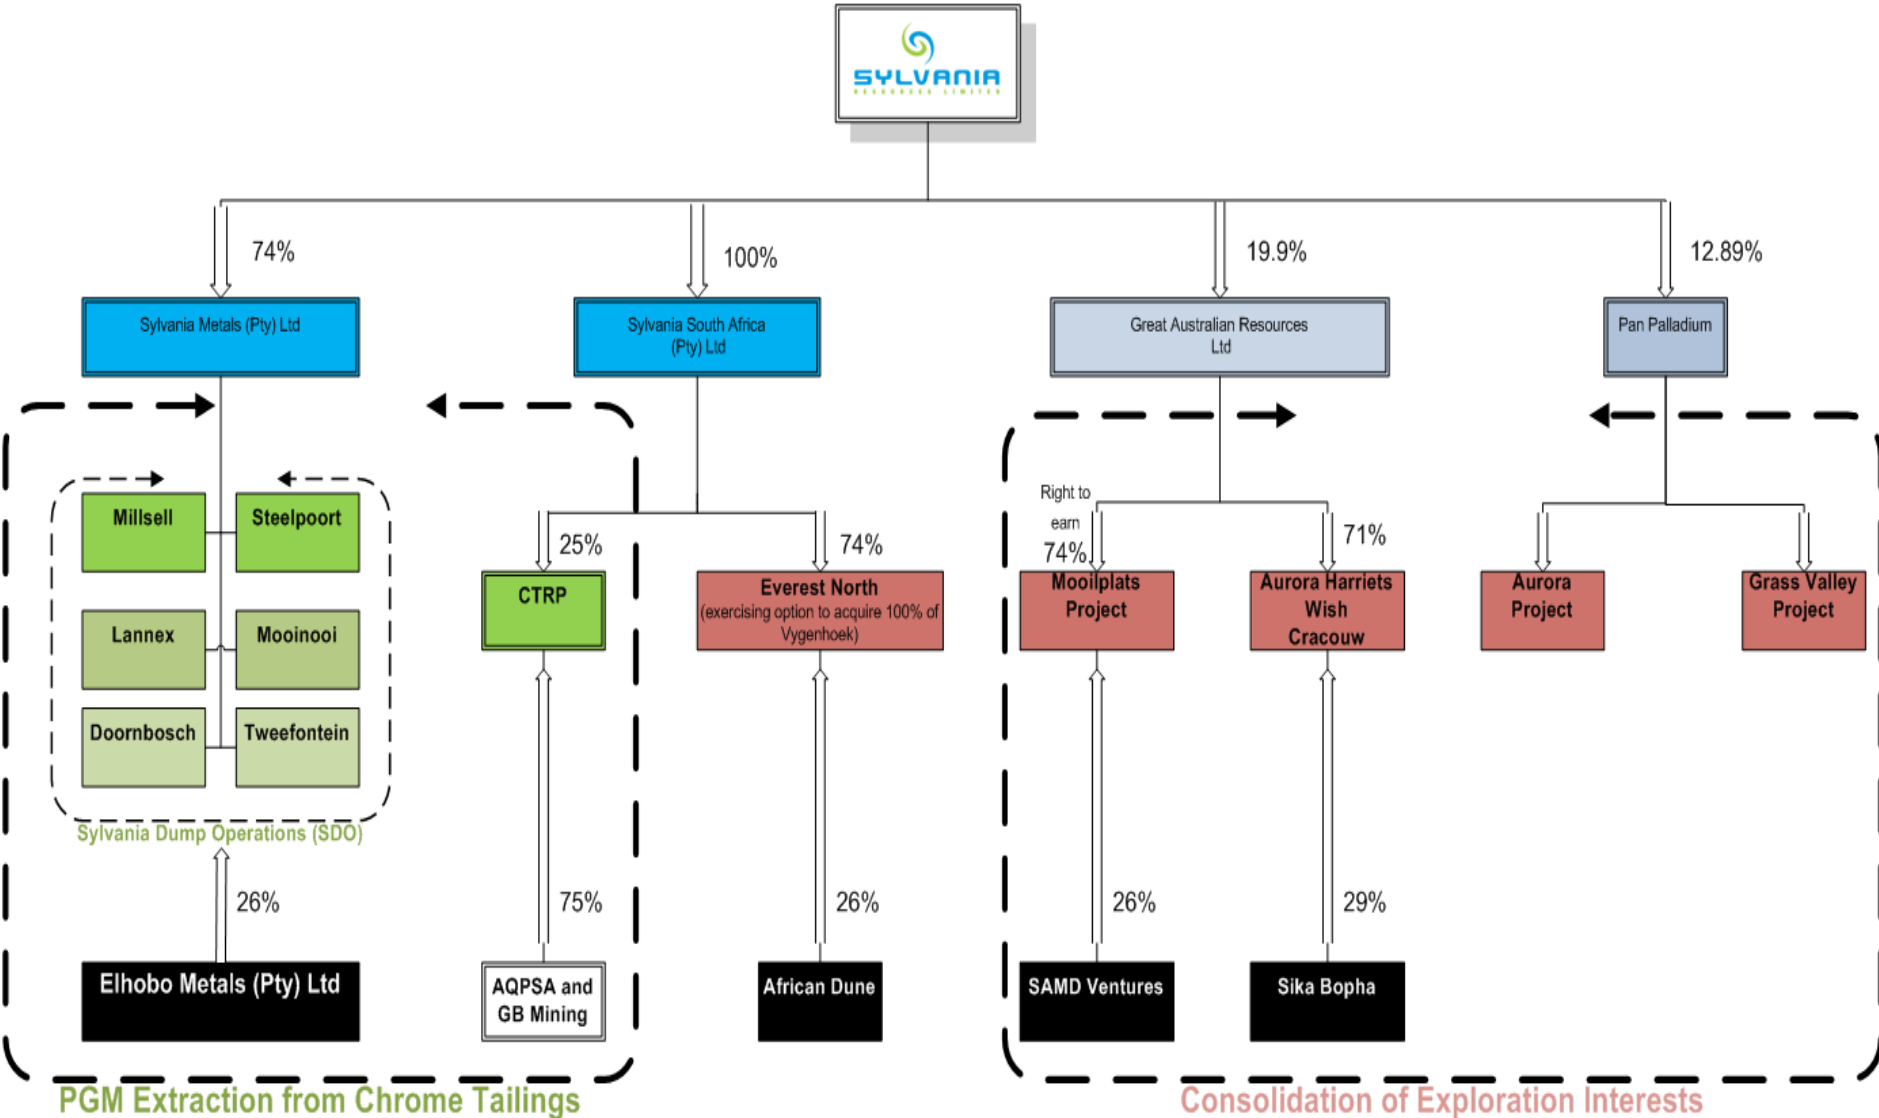 SYLVANIA
RESOURCES LIMITED
74%
100%
19.9%
12.89%
Sylvania Metals (Pty) Ltd
Sylvania South Africa
(Pty) Ltd
Great Australian Resources
Ltd
Pan Palladium
Millsell
Steelpoort
Lannex
Mooinooi
Doornbosch
Tweefontein
Sylvania Dump Operations (SDO)
26%
Elhobo Metals (Pty) Ltd
25%
CTRP
75%
AQPSA and
GB Mining
74%
Everest North
(exercising option to acquire 100% of
Vygenhoek)
26%
African Dune
Right to
earn
74%
Mooilplats
Project
26%
SAMD Ventures
71%
Aurora Harriets
Wish
Cracouw
29%
Sika Bopha
Aurora
Project
Grass Valley
Project
PGM Extraction from Chrome Tailings
Consolidation of Exploration Interests